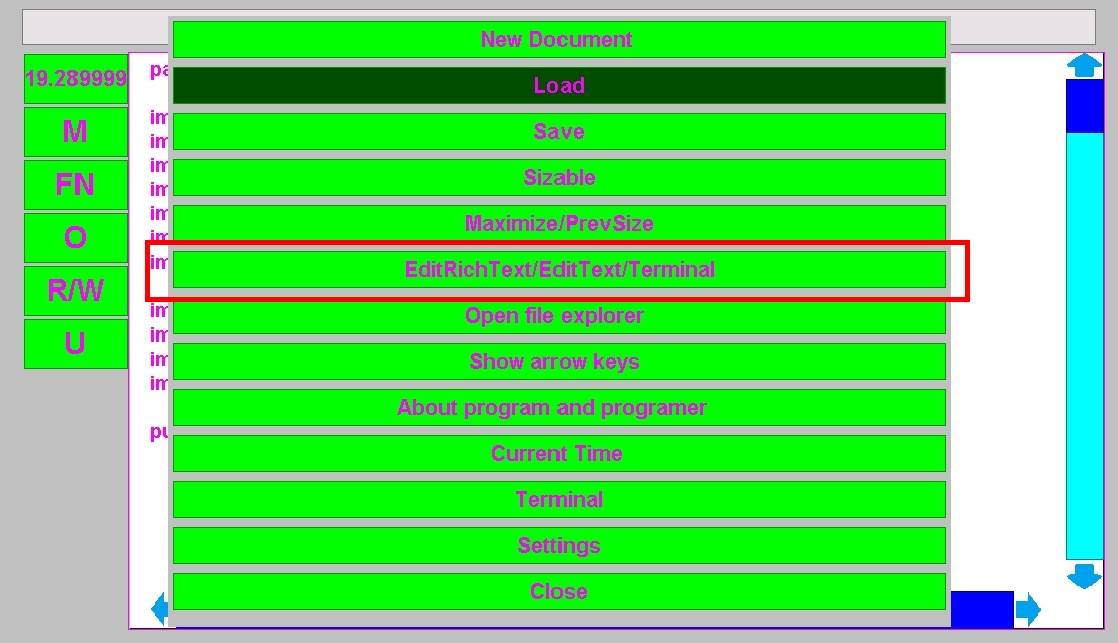 19.289999
M
FN
O
R/W
U
pa
im
im
im
im
im
im
im
im
im
im
im
pu
New Document
Load
Save
Sizable
Maximize/PrevSize
EditRichText/EditText/Terminal
Open file explorer
Show arrow keys
About program and programer
Current Time
Terminal
Settings
Close